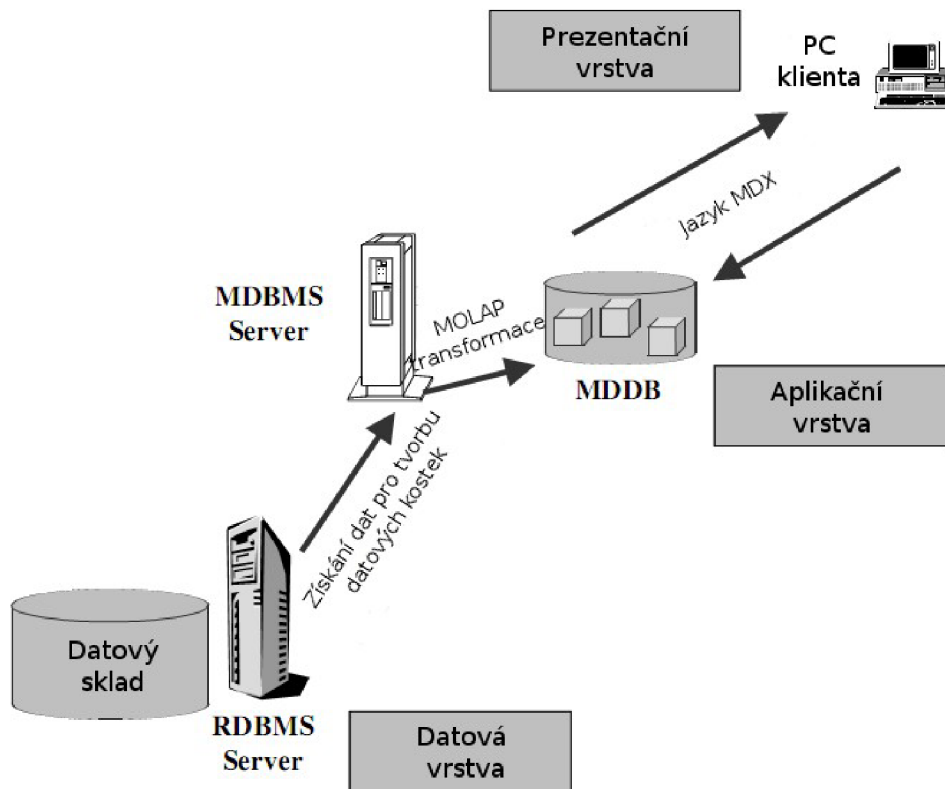 Prezentační
vrstva
PC
klienta
Jazyk MDX
MDBMS
Server
MOLAP
transformace
MDDB
Aplikační
vrstva
Získání dat pro tvorbu
datových kostek
Datový
sklad
RDBMS
Server
Datová
vrstva